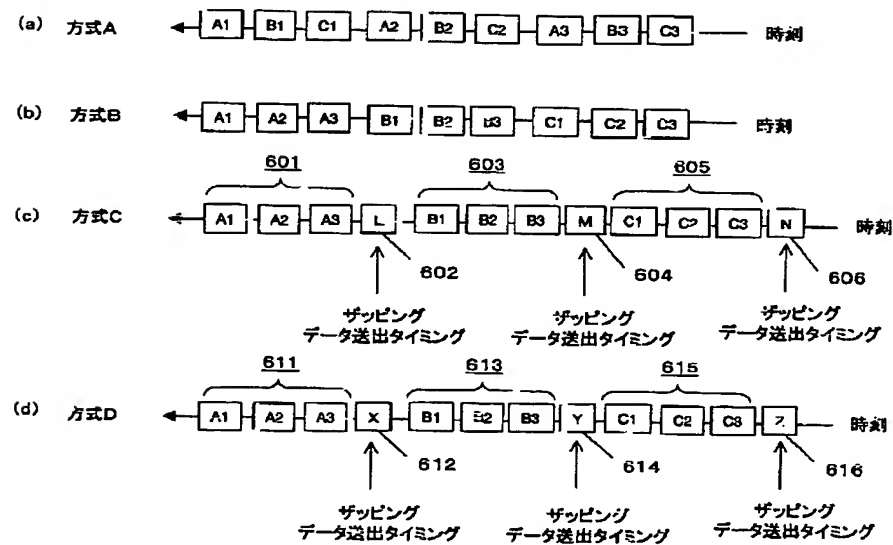 (a) 方式A A1 B1 C1 A2 B2 C2 A3 B3 C3 時刻
(b) 方式B A1 A2 A3 B1 B2 B3 C1 C2 C3 時刻
601 603 605
(c) 方式C A1 A2 A3 L B1 B2 B3 M C1 C2 C3 N 時刻
602 604 606
ザッピング ザッピング ザッピング
データ送出タイミング データ送出タイミング データ送出タイミング
611 613 615
(d) 方式D A1 A2 A3 X B1 B2 B3 Y C1 C2 C3 Z 時刻
612 614 616
ザッピング ザッピング ザッピング
データ送出タイミング データ送出タイミング データ送出タイミング